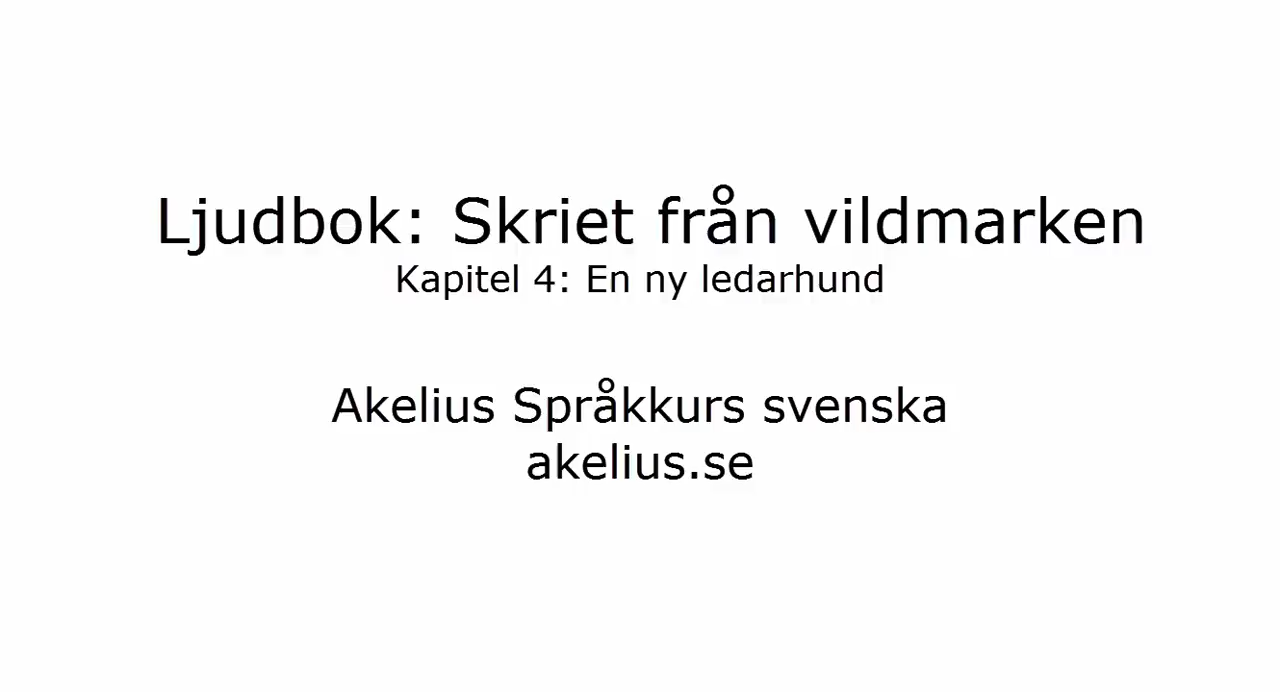 Ljudbok: Skriet från vildmarken
Kapitel 4: En ny ledarhund
Akelius Språkkurs svenska
akelius.se